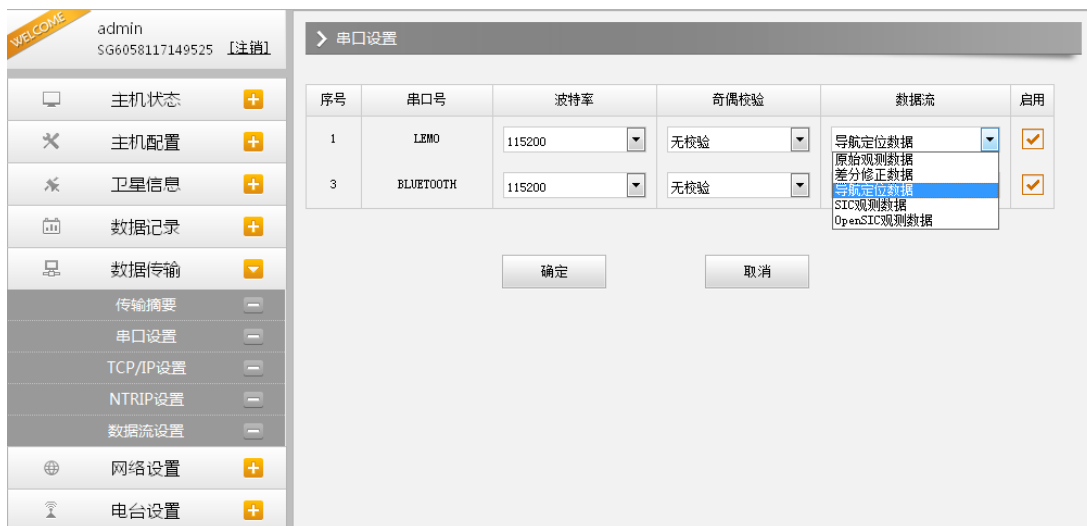 WELCOME
admin
SG6058117149525 [注销]
主机状态
主机配置
卫星信息
数据记录
数据传输
传输摘要
串口设置
TCP/IP设置
NTRIP设置
数据流设置
网络设置
电台设置
串口设置
序号 串口号 波特率 奇偶校验 数据流 启用
1 LEMO 115200 无校验 导航定位数据
原始观测数据
差分修正数据
导航定位数据
SIC观测数据
OpenSIC观测数据
3 BLUETOOTH 115200 无校验
确定 取消